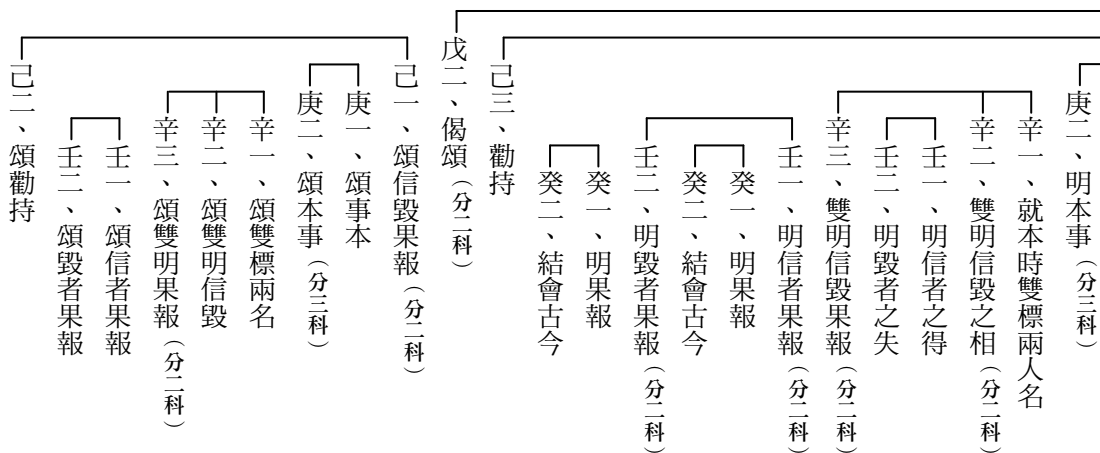 庚二、明本事（分三科）
辛一、就本時雙標兩人名
辛二、雙明信毀之相（分二科）
壬一、明信者之得
壬二、明毀者之失
辛三、雙明信毀果報（分二科）
壬一、明信者果報（分二科）
癸一、明果報
癸二、結會古今
壬二、明毀者果報（分二科）
癸一、明果報
癸二、結會古今
己三、勸持
戊二、偈頌（分二科）
己一、頌信毀果報（分二科）
庚一、頌事本
庚二、頌本事（分三科）
辛一、頌雙標兩名
辛二、頌雙明信毀
辛三、頌雙明果報（分二科）
壬一、頌信者果報
壬二、頌毀者果報
己二、頌勸持